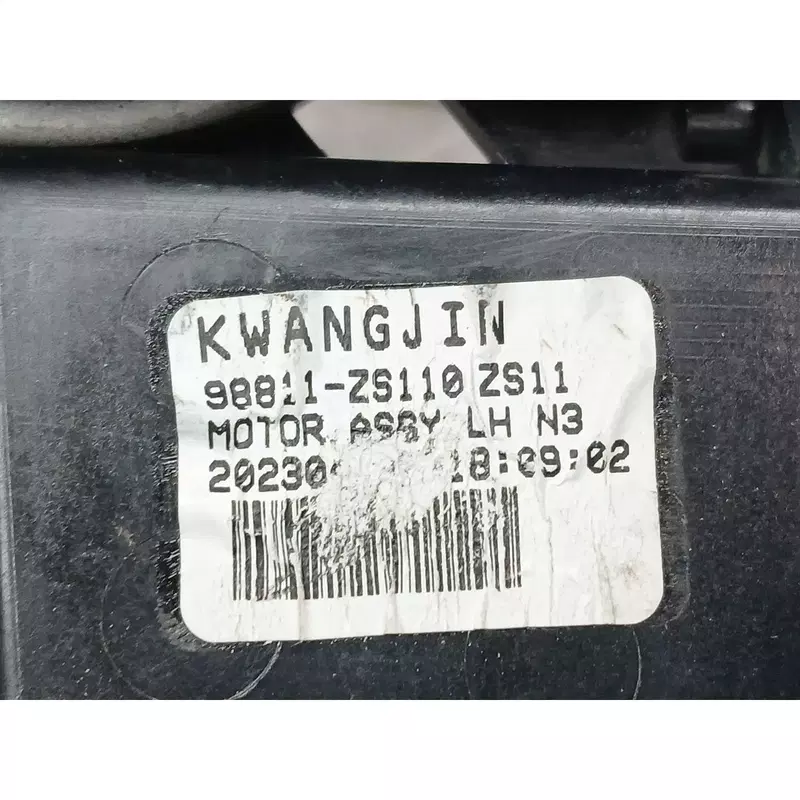 KWANGJIN
98811-ZS110 ZS11
MOTOR ASSY LH N3
18:09:02